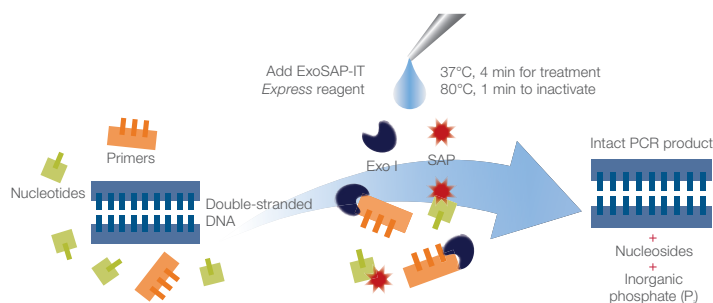 Add ExoSAP-IT
Express reagent
37°C, 4 min for treatment
80°C, 1 min to inactivate
Primers
Nucleotides
Double-stranded
DNA
Exo I
SAP
Intact PCR product
+
Nucleosides
+
Inorganic
phosphate (P)